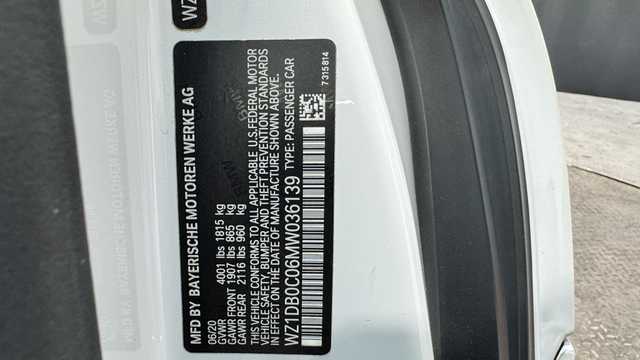 MFD BY BAYERISCHE MOTOREN WERKE AG
06/20
GVWR 4001 lbs 1815 kg
GAWR FRONT 1907 lbs 865 kg
GAWR REAR 2116 lbs 960 kg
THIS VEHICLE CONFORMS TO ALL APPLICABLE U.S. FEDERAL MOTOR
VEHICLE SAFETY, BUMPER AND THEFT PREVENTION STANDARDS
IN EFFECT ON THE DATE OF MANUFACTURE SHOWN ABOVE.
WZ1DB0C06MW036139 TYPE: PASSENGER CAR
7315814
WZ